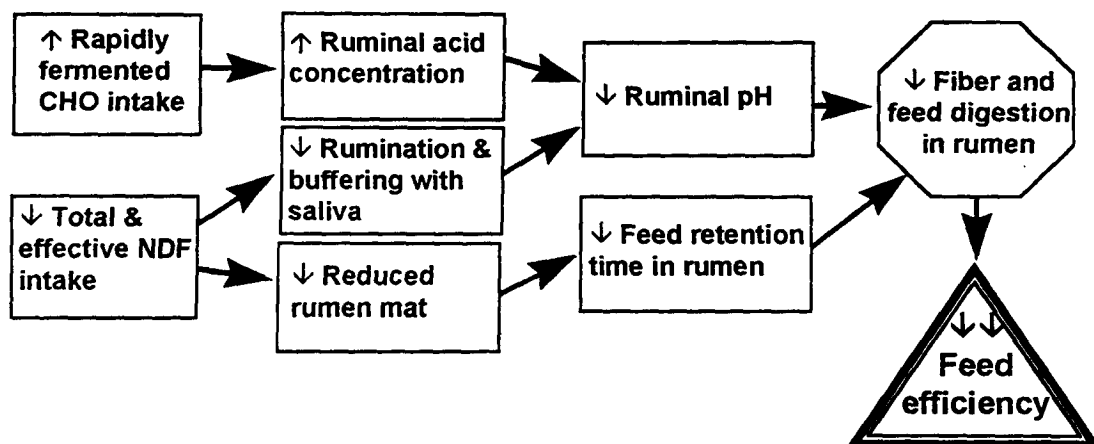 ↑ Rapidly
fermented
CHO intake
↑ Ruminal acid
concentration
↓ Ruminal pH
↓ Fiber and
feed digestion
in rumen
↓ Rumination &
buffering with
saliva
↓ Total &
effective NDF
intake
↓ Reduced
rumen mat
↓ Feed retention
time in rumen
↓ ↓
Feed
efficiency